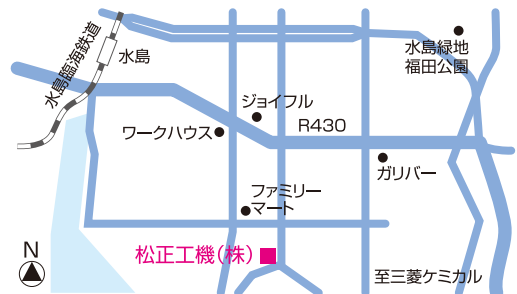 水島臨海鉄道
水島
水島緑地
福田公園
ジョイフル
ワークハウス
R430
ガリバー
ファミリー
マート
松正工機(株)
N
至三菱ケミカル